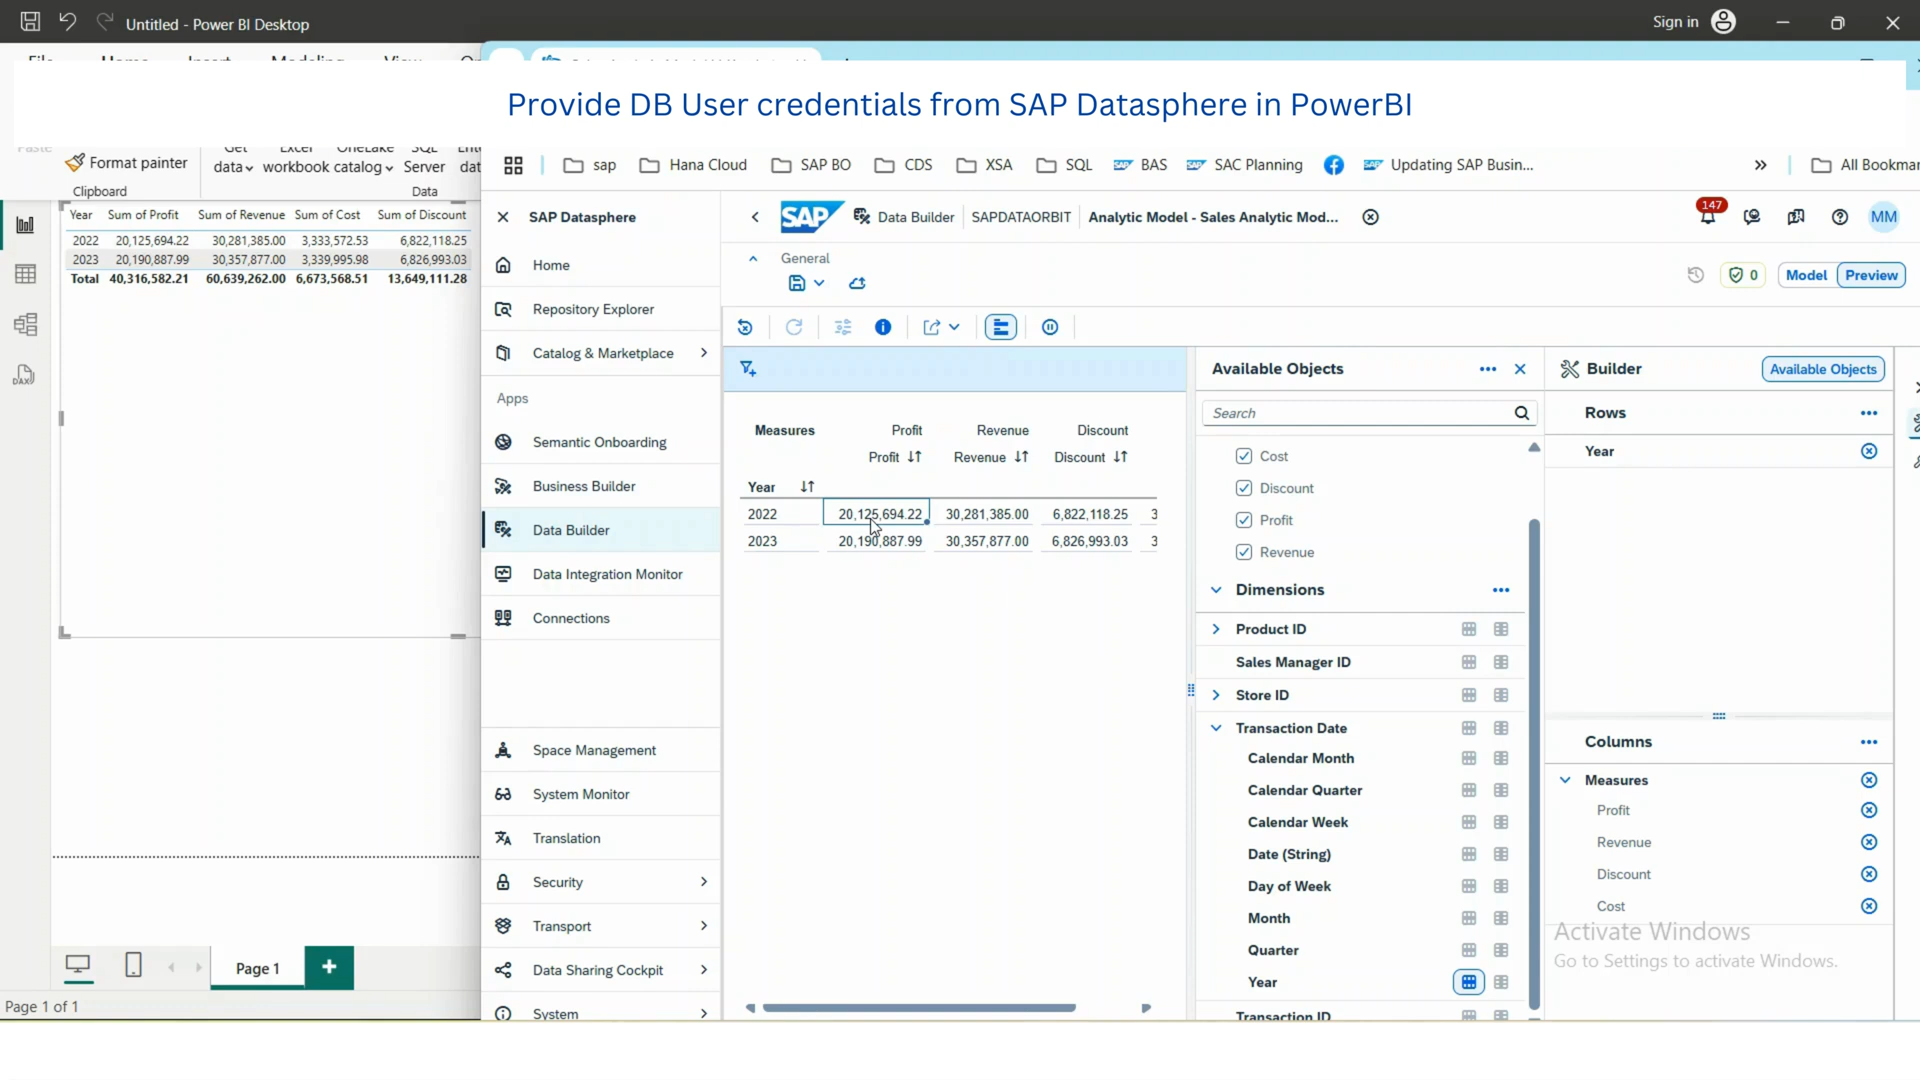 Untitled - Power BI Desktop
Sign in
Provide DB User credentials from SAP Datasphere in PowerBI
Format painter
data
workbook
catalog
Server
Clipboard
Data
sap
Hana Cloud
SAP BO
CDS
XSA
SQL
BAS
SAC Planning
Updating SAP Busin...
All Bookmar
Year Sum of Profit Sum of Revenue Sum of Cost Sum of Discount
2022 20,125,694.22 30,281,385.00 3,333,572.53 6,822,118.25
2023 20,190,887.99 30,357,877.00 3,339,995.98 6,826,993.03
Total 40,316,582.21 60,639,262.00 6,673,568.51 13,649,111.28
Page 1
Page 1 of 1
SAP Datasphere
Home
Repository Explorer
Catalog & Marketplace
Apps
Semantic Onboarding
Business Builder
Data Builder
Data Integration Monitor
Connections
Space Management
System Monitor
Translation
Security
Transport
Data Sharing Cockpit
System
SAP
Data Builder
SAPDATAORBIT
Analytic Model - Sales Analytic Mod...
147
MM
General
0
Model
Preview
Measures Profit Revenue Discount
Profit Revenue Discount
Year
2022 20,125,694.22 30,281,385.00 6,822,118.25 3
2023 20,190,887.99 30,357,877.00 6,826,993.03 3
Available Objects
Search
Cost
Discount
Profit
Revenue
Dimensions
Product ID
Sales Manager ID
Store ID
Transaction Date
Calendar Month
Calendar Quarter
Calendar Week
Date (String)
Day of Week
Month
Quarter
Year
Transaction ID
Builder
Available Objects
Rows
Year
Columns
Measures
Profit
Revenue
Discount
Cost
Activate Windows
Go to Settings to activate Windows.